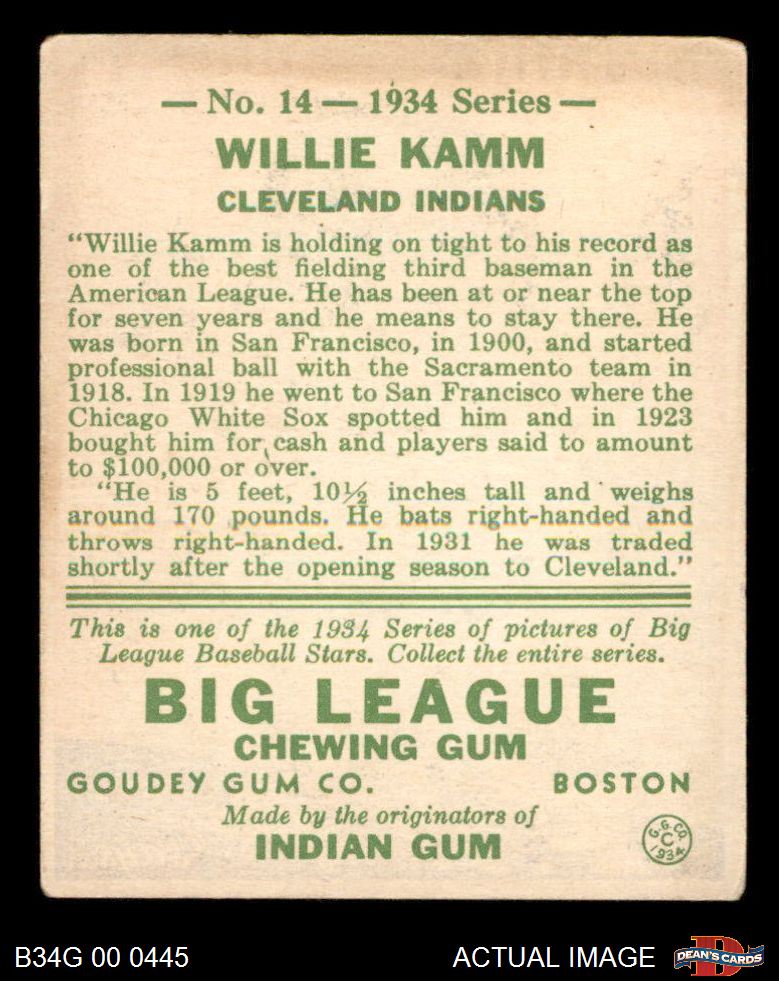 — No. 14 — 1934 Series —
WILLIE KAMM
CLEVELAND INDIANS
"Willie Kamm is holding on tight to his record as
one of the best fielding third baseman in the
American League. He has been at or near the top
for seven years and he means to stay there. He
was born in San Francisco, in 1900, and started
professional ball with the Sacramento team in
1918. In 1919 he went to San Francisco where the
Chicago White Sox spotted him and in 1923
bought him for cash and players said to amount
to $100,000 or over.
"He is 5 feet, 10½ inches tall and weighs
around 170 pounds. He bats right-handed and
throws right-handed. In 1931 he was traded
shortly after the opening season to Cleveland."
This is one of the 1934 Series of pictures of Big
League Baseball Stars. Collect the entire series.
BIG LEAGUE
CHEWING GUM
GOUDEY GUM CO. BOSTON
Made by the originators of
INDIAN GUM
G.G.CO.
C
1934
B34G 00 0445 ACTUAL IMAGE
D
DEAN'S CARDS